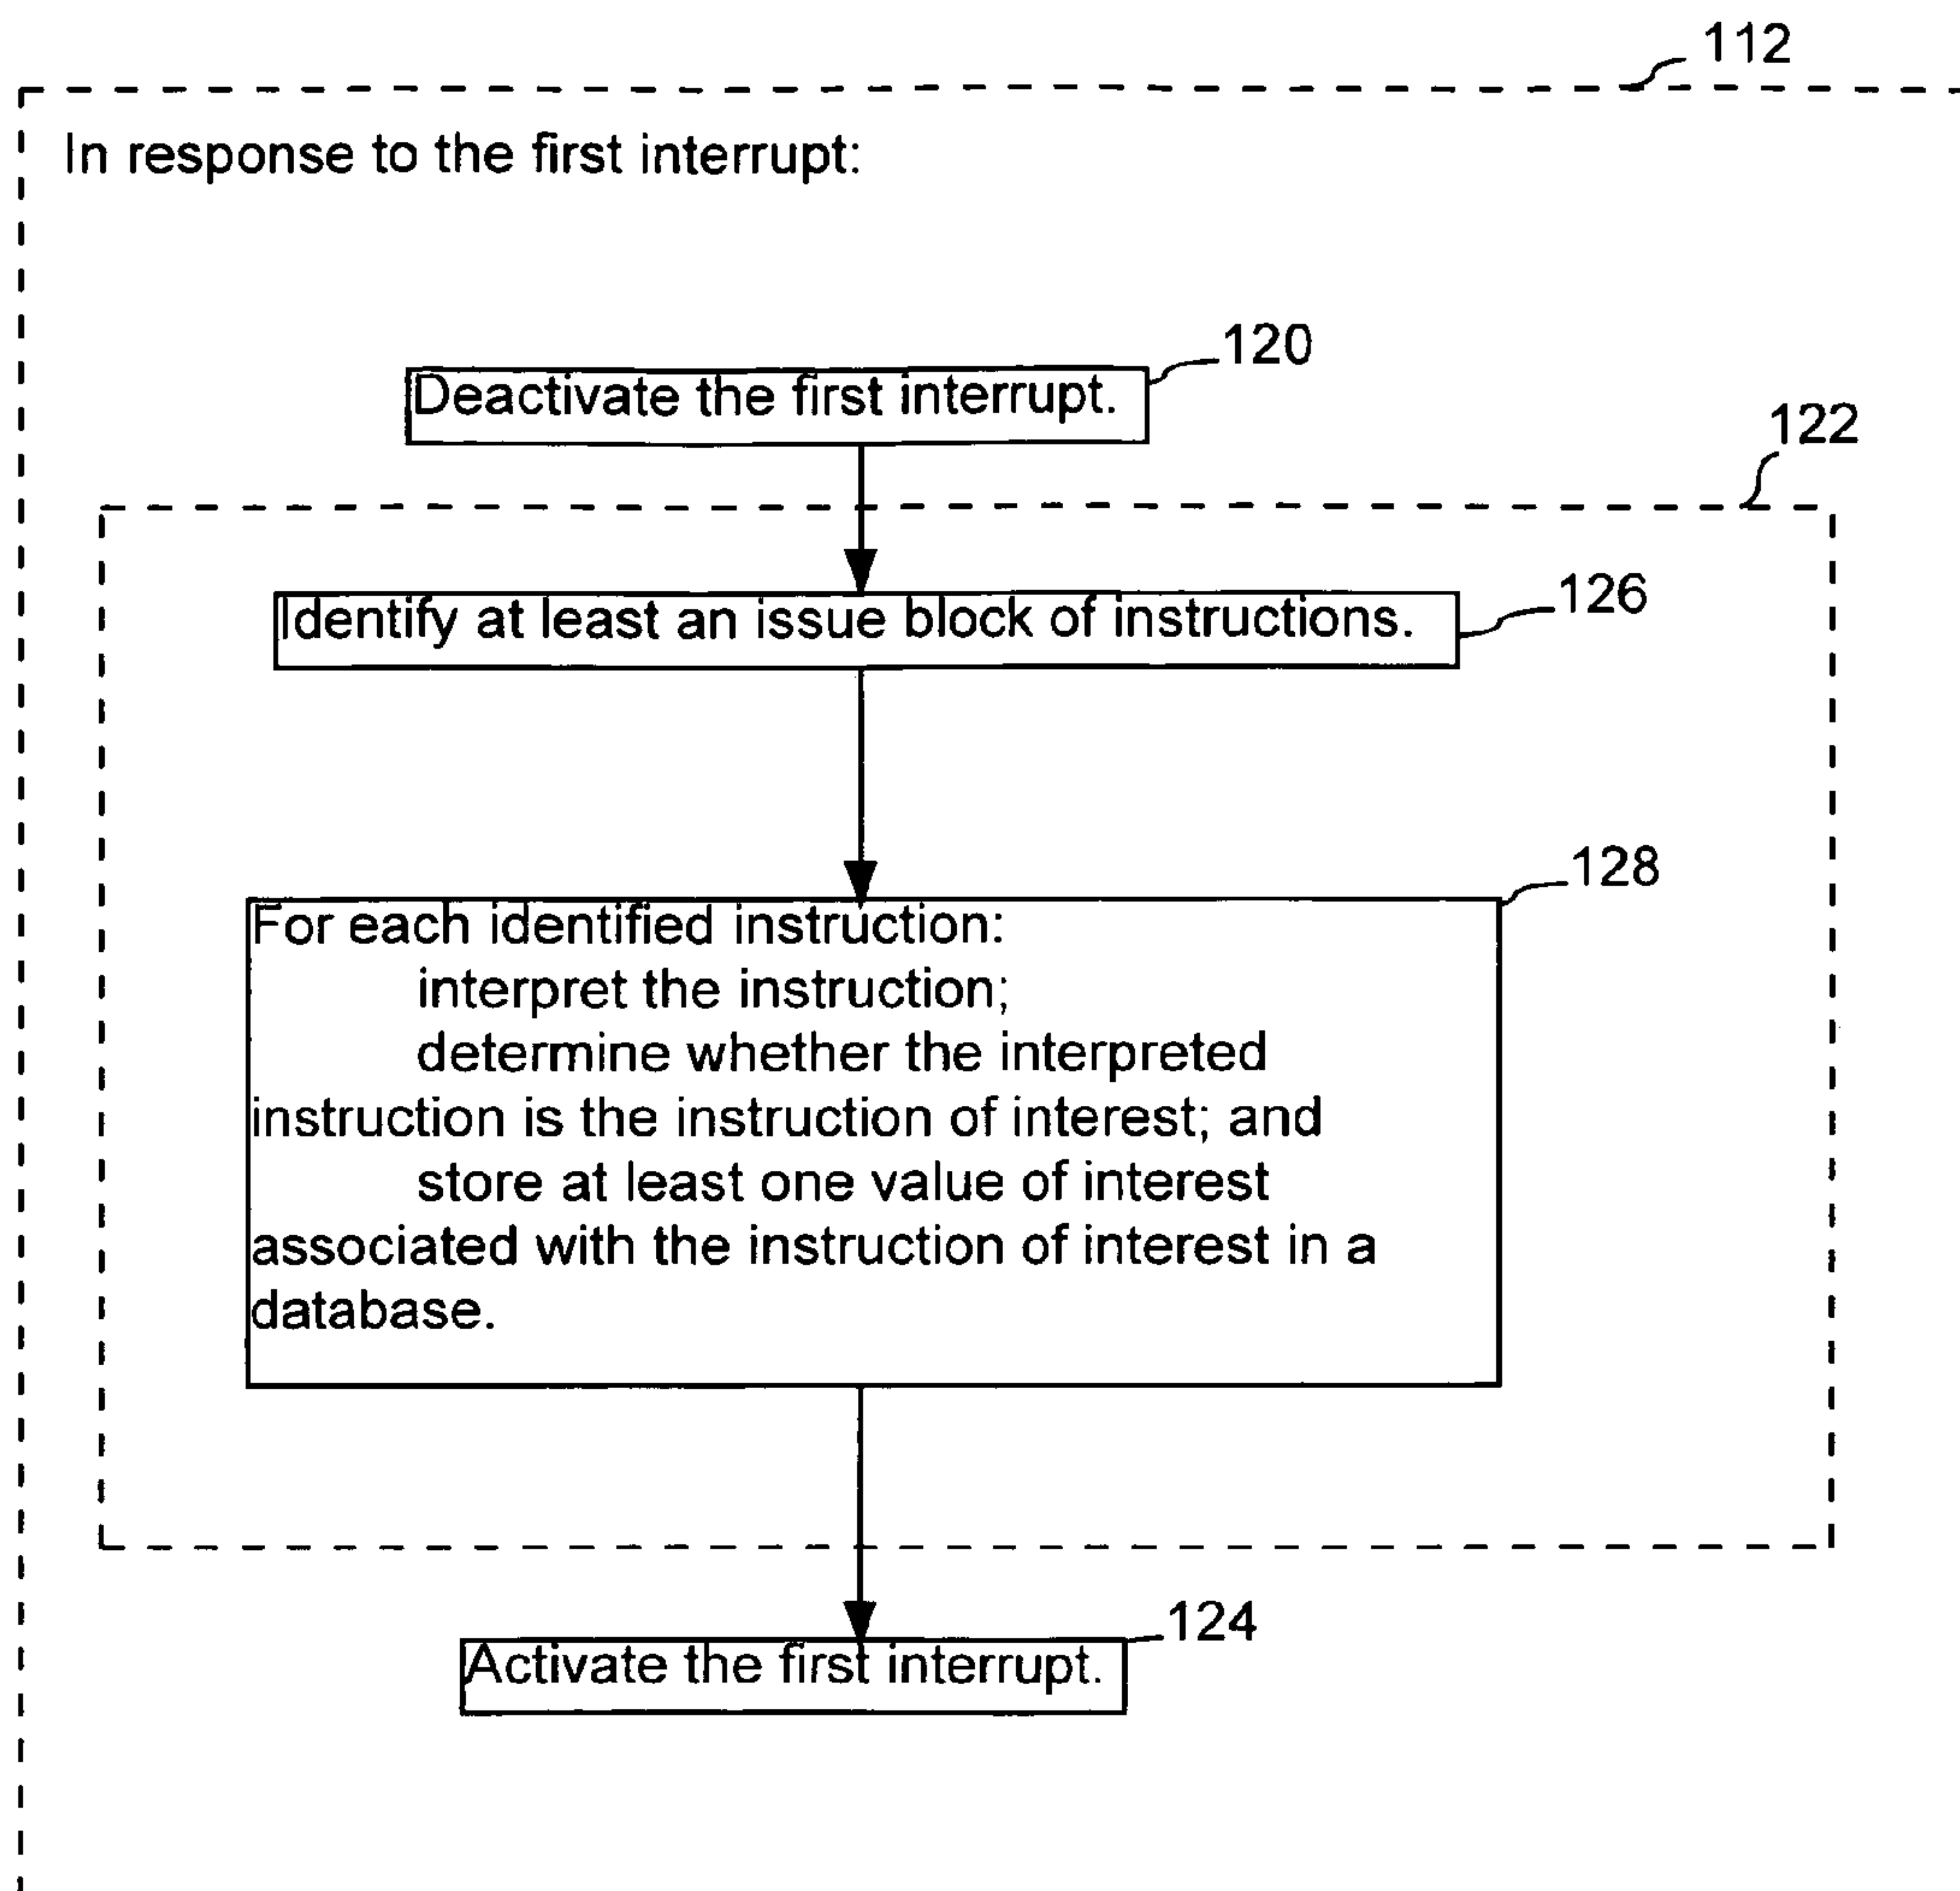 112
In response to the first interrupt:
120
Deactivate the first interrupt.
122
126
Identify at least an issue block of instructions.
128
For each identified instruction:
interpret the instruction;
determine whether the interpreted
instruction is the instruction of interest; and
store at least one value of interest
associated with the instruction of interest in a
database.
124
Activate the first interrupt.